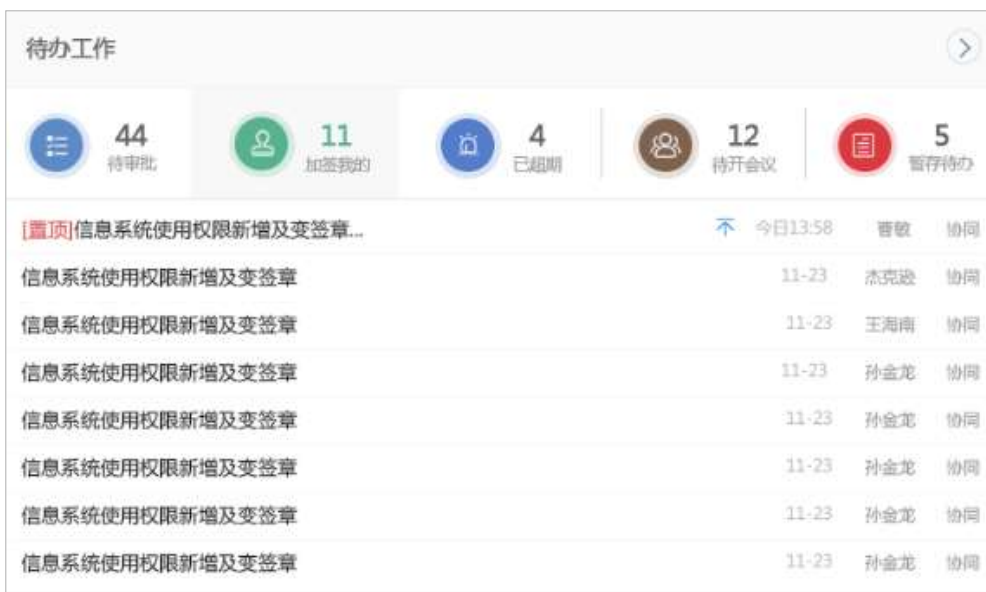 待办工作
44 11 4 12 5
待审批 加签我的 已超期 待开会议 暂存待办
[置顶]信息系统使用权限新增及变签章... 今日13:58 曹敏 协同
信息系统使用权限新增及变签章 11-23 杰克逊 协同
信息系统使用权限新增及变签章 11-23 王海南 协同
信息系统使用权限新增及变签章 11-23 孙金龙 协同
信息系统使用权限新增及变签章 11-23 孙金龙 协同
信息系统使用权限新增及变签章 11-23 孙金龙 协同
信息系统使用权限新增及变签章 11-23 孙金龙 协同
信息系统使用权限新增及变签章 11-23 孙金龙 协同